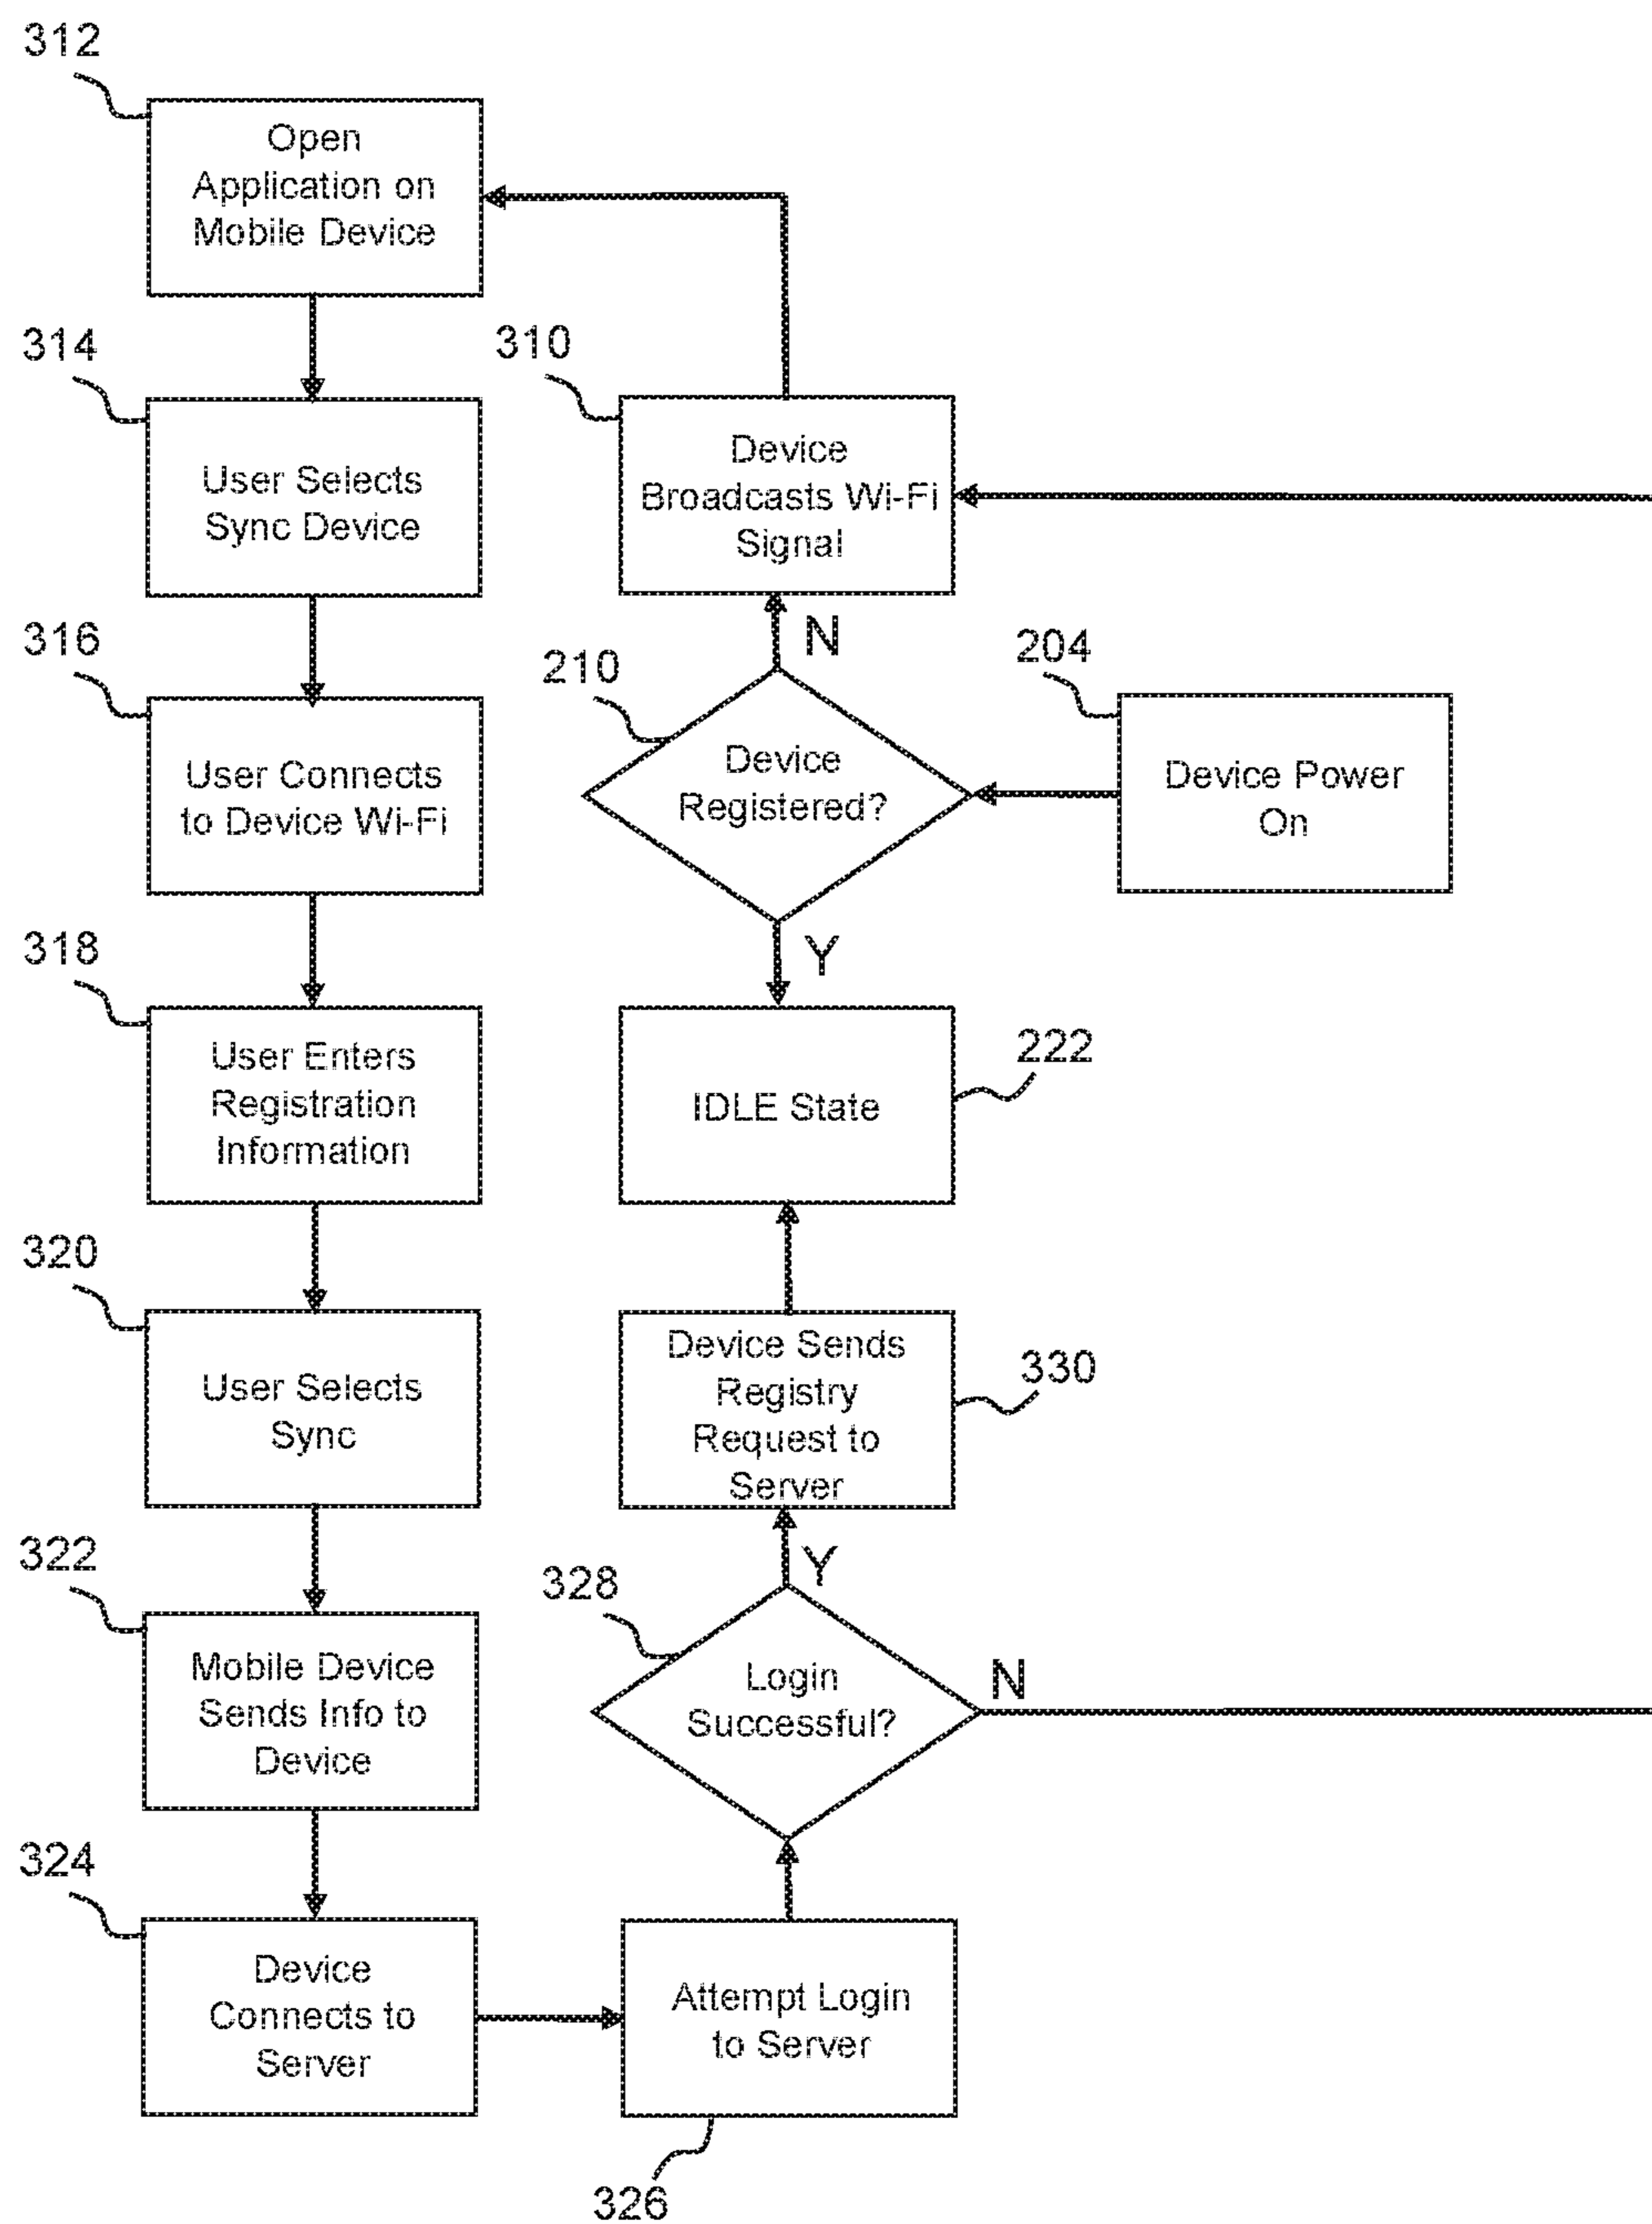 312
Open
Application on
Mobile Device
314
User Selects
Sync Device
310
Device
Broadcasts Wi-Fi
Signal
316
User Connects
to Device Wi-Fi
N
210
Device
Registered?
204
Device Power
On
Y
318
User Enters
Registration
Information
IDLE State
222
320
User Selects
Sync
Device Sends
Registry
Request to
Server
330
322
Mobile Device
Sends Info to
Device
Y
328
Login
Successful?
N
324
Device
Connects to
Server
Attempt Login
to Server
326